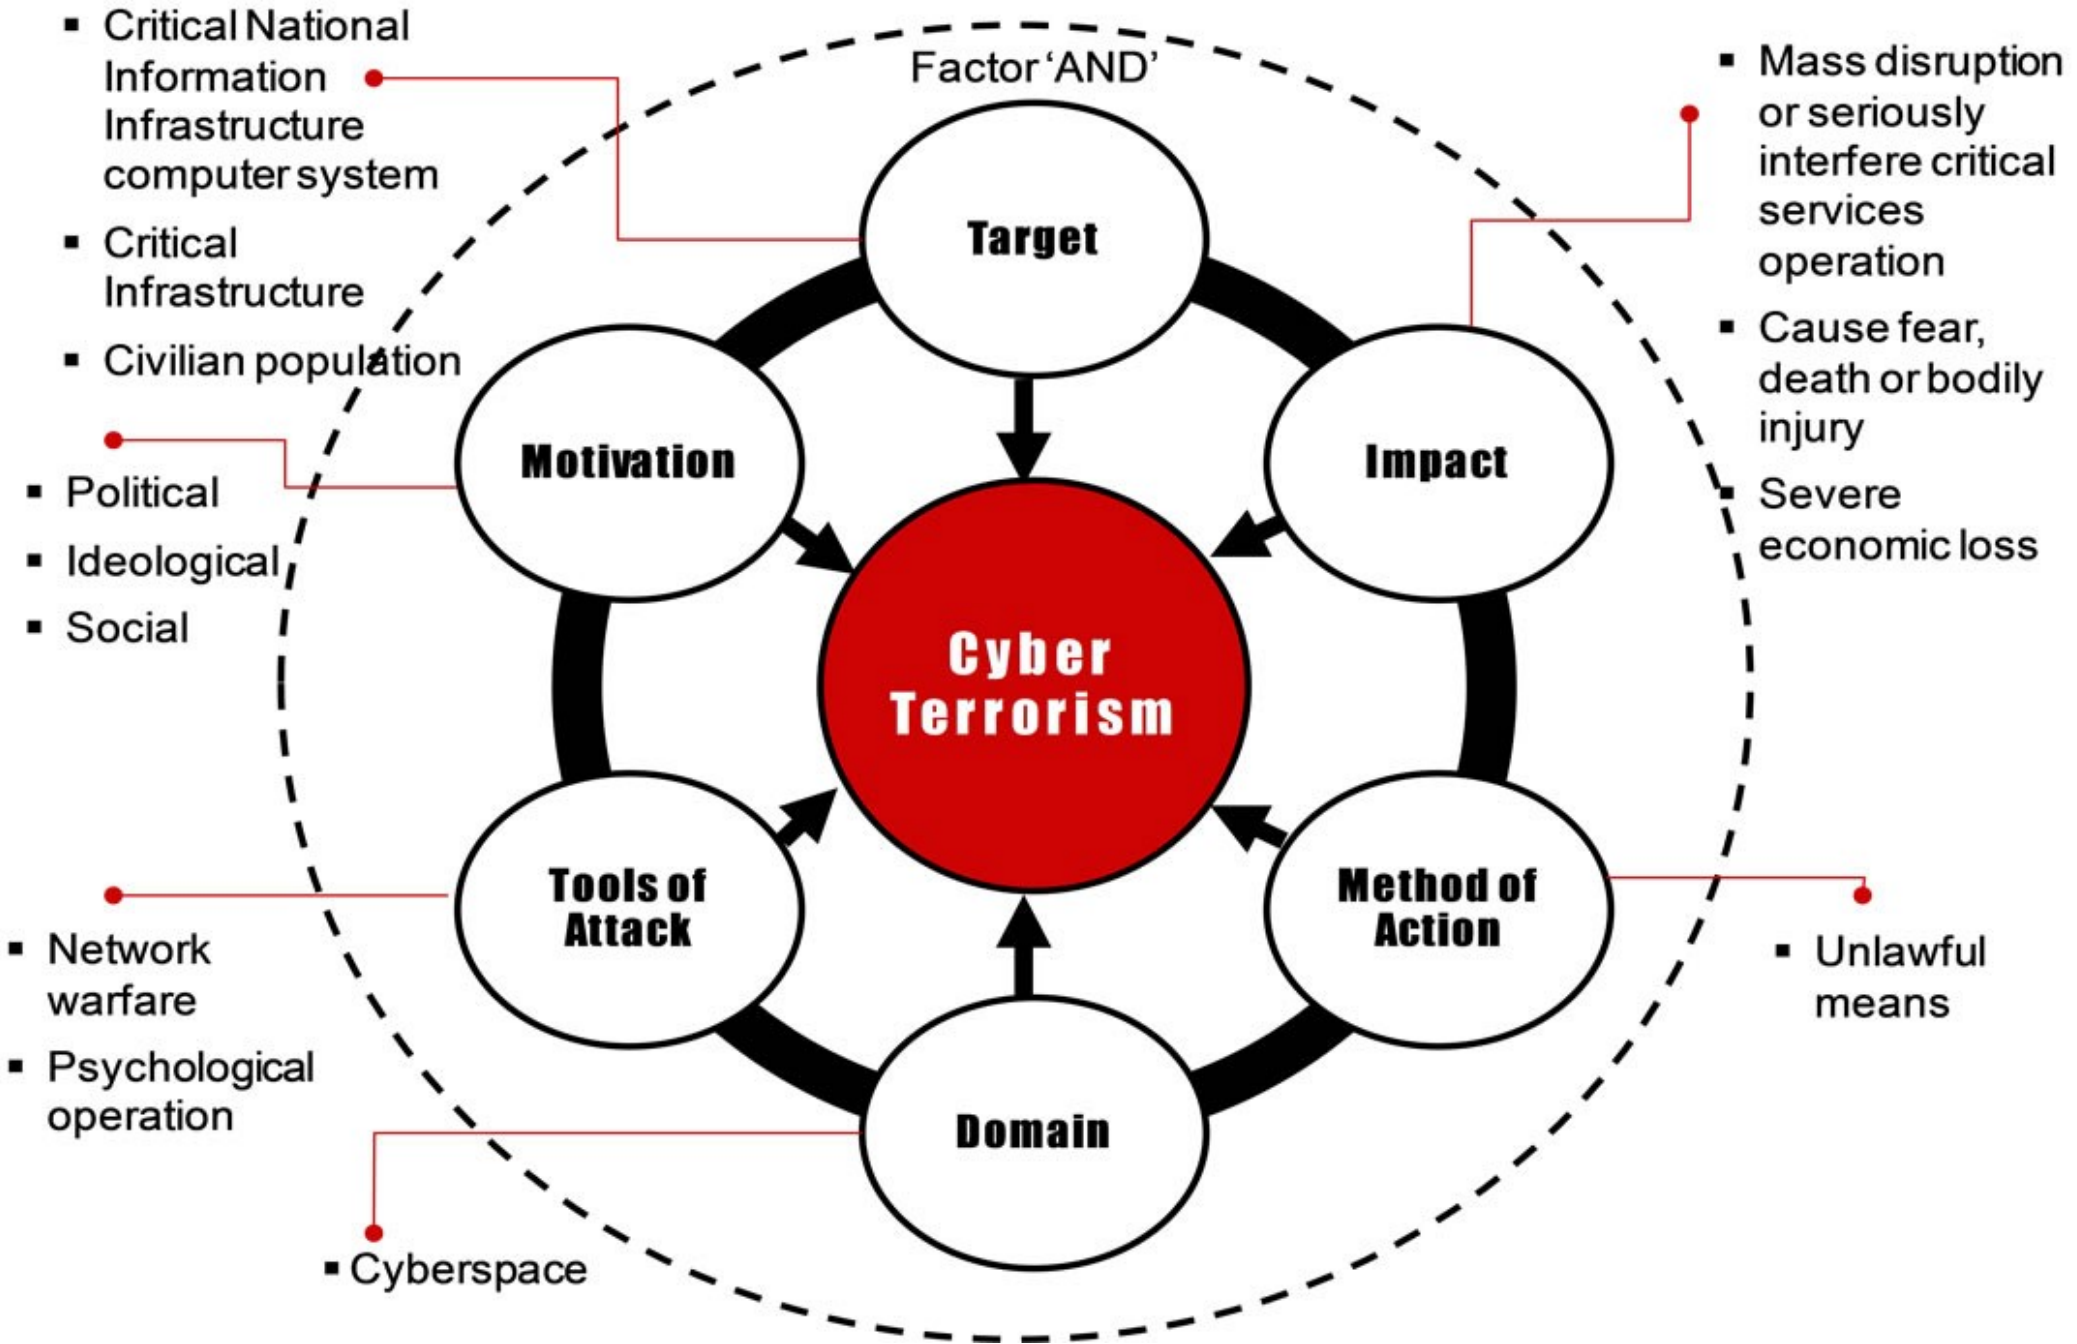 ▪ Critical National
Information
Infrastructure
computer system
▪ Critical
Infrastructure
▪ Civilian population
Factor ‘AND’
▪ Mass disruption
or seriously
interfere critical
services
operation
▪ Cause fear,
death or bodily
injury
▪ Severe
economic loss
Target
Motivation
Impact
▪ Political
▪ Ideological
▪ Social
Cyber
Terrorism
Tools of
Attack
Method of
Action
▪ Network
warfare
▪ Psychological
operation
▪ Unlawful
means
Domain
▪ Cyberspace